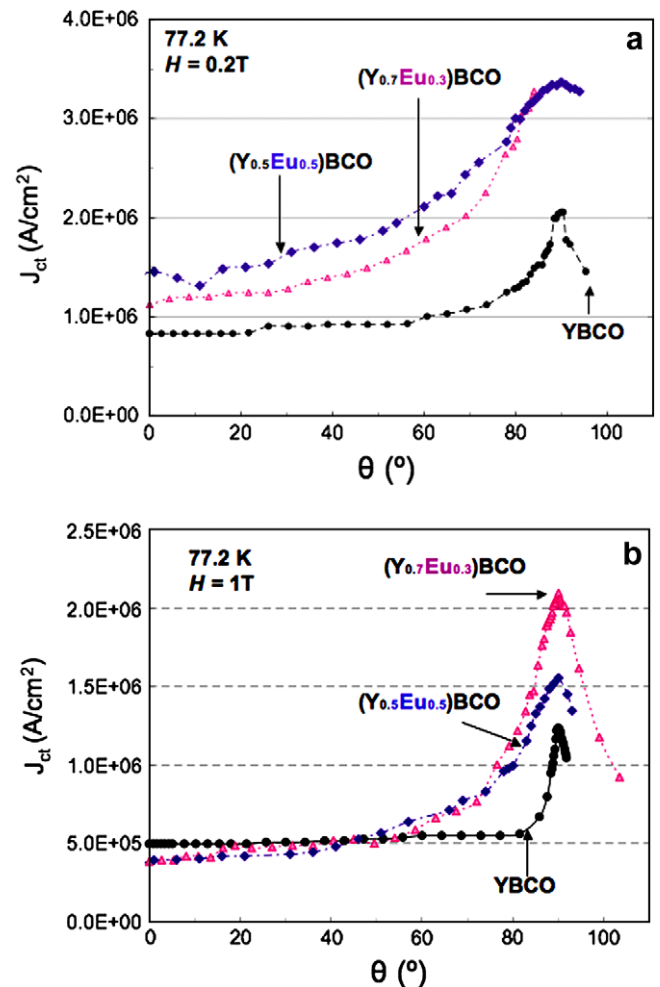 a
77.2 K
H = 0.2T
(Y0.7Eu0.3)BCO
(Y0.5Eu0.5)BCO
YBCO
Jct (A/cm2)
4.0E+06
3.0E+06
2.0E+06
1.0E+06
0.0E+00
0 20 40 60 80 100
θ (º)
b
77.2 K
H = 1T
(Y0.7Eu0.3)BCO
(Y0.5Eu0.5)BCO
YBCO
Jct (A/cm2)
2.5E+06
2.0E+06
1.5E+06
1.0E+06
5.0E+05
0.0E+00
0 20 40 60 80 100
θ (º)